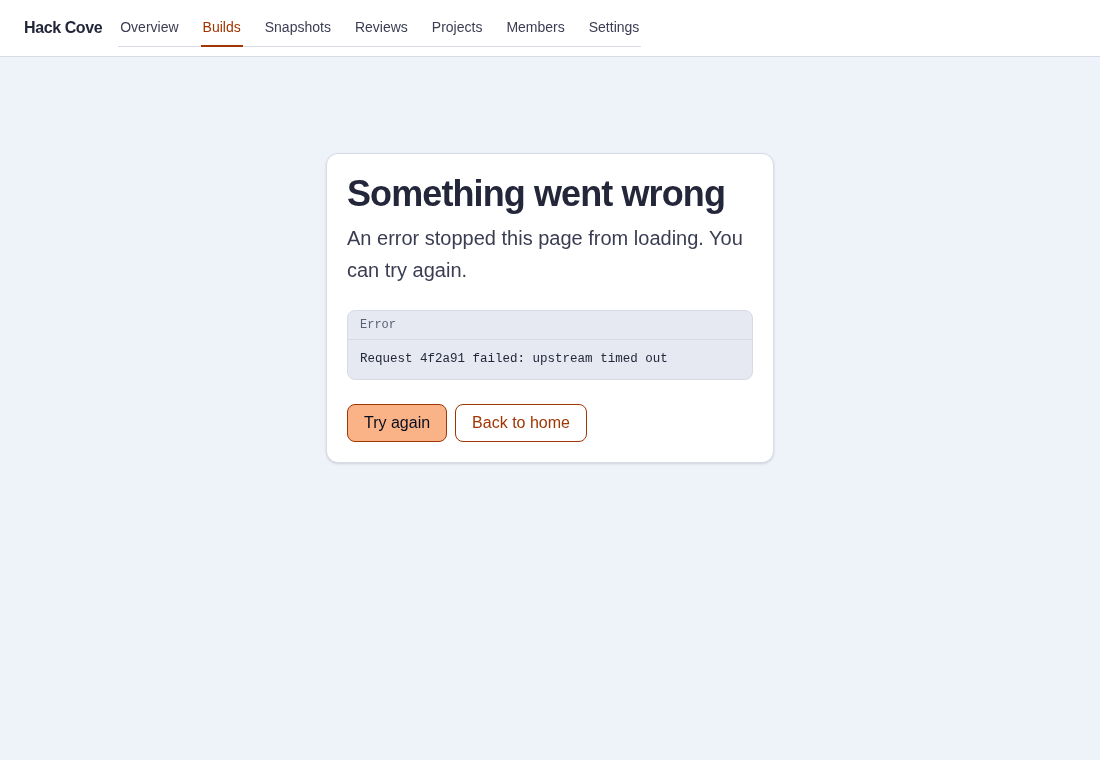 Hack Cove
Overview
Builds
Snapshots
Reviews
Projects
Members
Settings
Something went wrong
An error stopped this page from loading. You
can try again.
Error
Request 4f2a91 failed: upstream timed out
Try again
Back to home